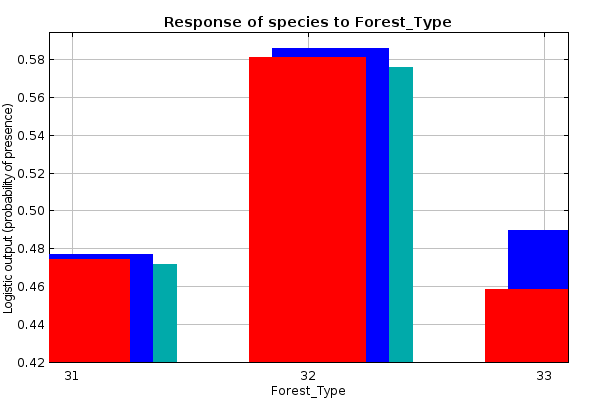 Response of species to Forest_Type
Logistic output (probability of presence)
0.58
0.56
0.54
0.52
0.50
0.48
0.46
0.44
0.42
31 32 33
Forest_Type